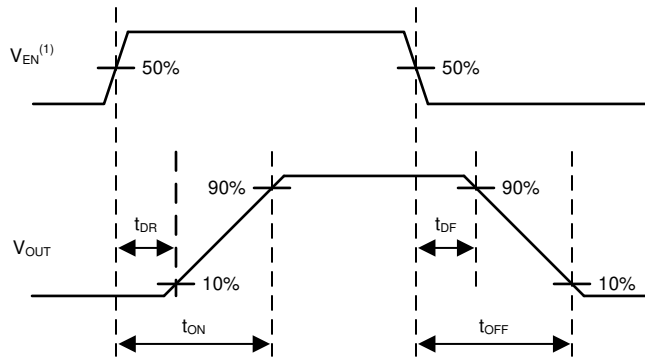 V_EN(1)
50%
50%
90%
90%
t_DR
t_DF
V_OUT
10%
10%
t_ON
t_OFF